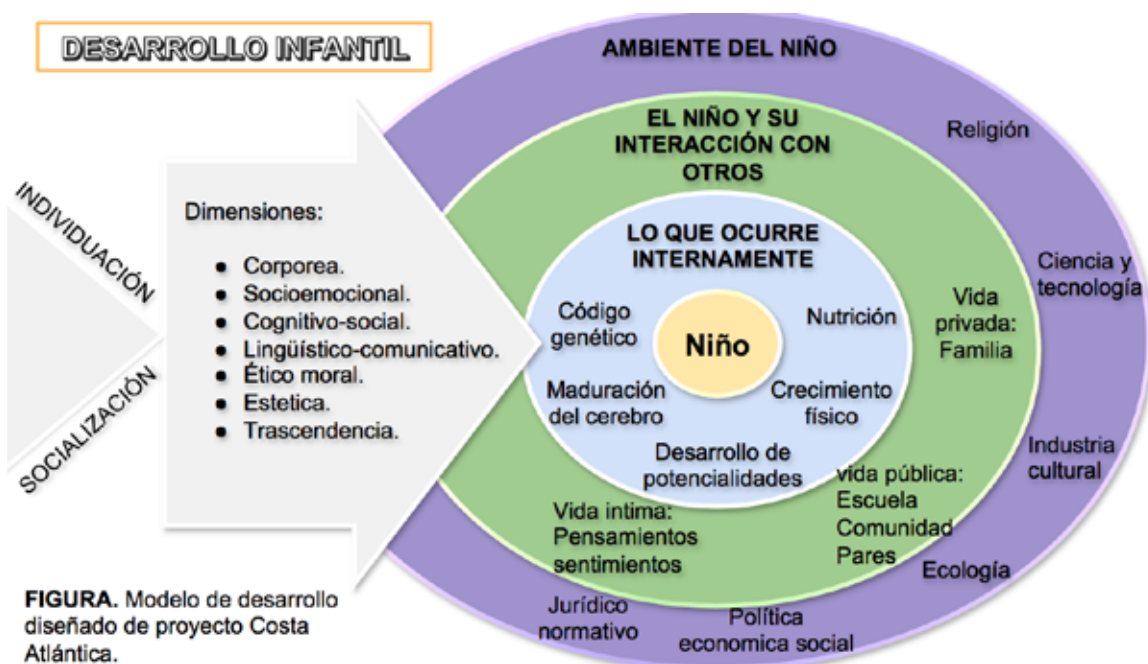 DESARROLLO INFANTIL
INDIVIDUACIÓN
SOCIALIZACIÓN
Dimensiones:
● Corporea.
● Socioemocional.
● Cognitivo-social.
● Lingüístico-comunicativo.
● Ético moral.
● Estetica.
● Trascendencia.
AMBIENTE DEL NIÑO
Religión
Ciencia y
tecnología
Industria
cultural
Ecología
Política
economica social
Jurídico
normativo
EL NIÑO Y SU
INTERACCIÓN CON
OTROS
Vida
privada:
Familia
vida pública:
Escuela
Comunidad
Pares
Vida intima:
Pensamientos
sentimientos
LO QUE OCURRE
INTERNAMENTE
Código
genético
Nutrición
Maduración
del cerebro
Crecimiento
físico
Desarrollo de
potencialidades
Niño
FIGURA. Modelo de desarrollo
diseñado de proyecto Costa
Atlántica.